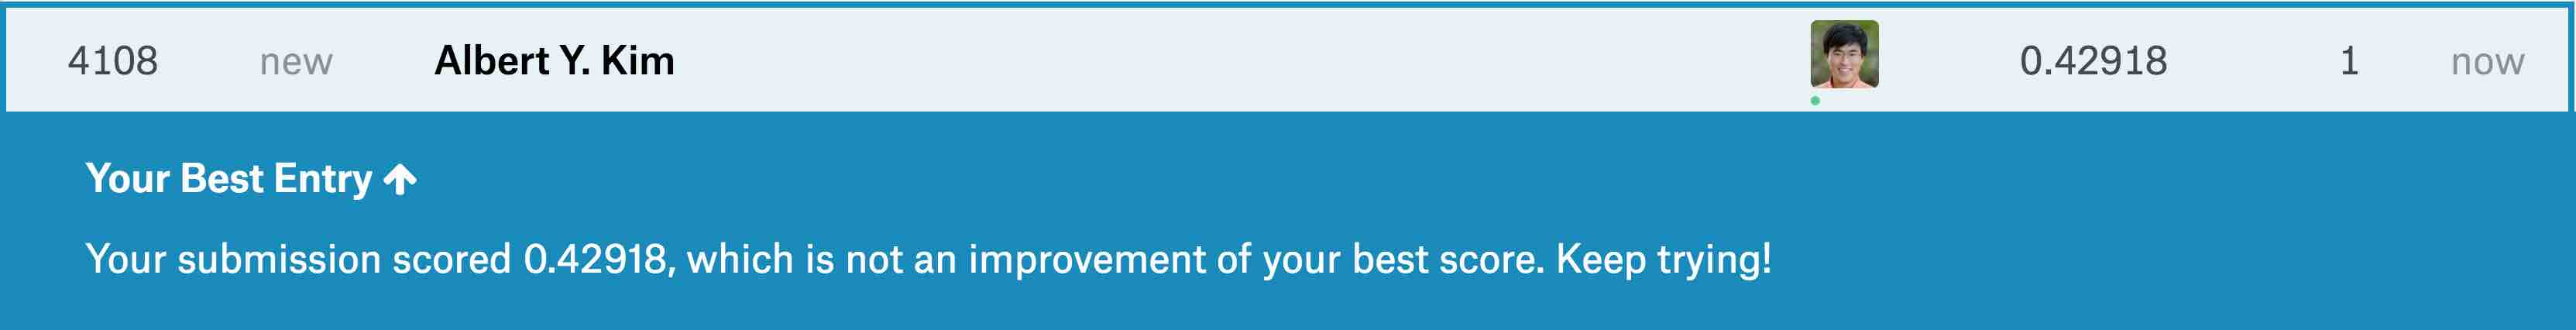 4108 new Albert Y. Kim 0.42918 1 now
Your Best Entry ↑
Your submission scored 0.42918, which is not an improvement of your best score. Keep trying!